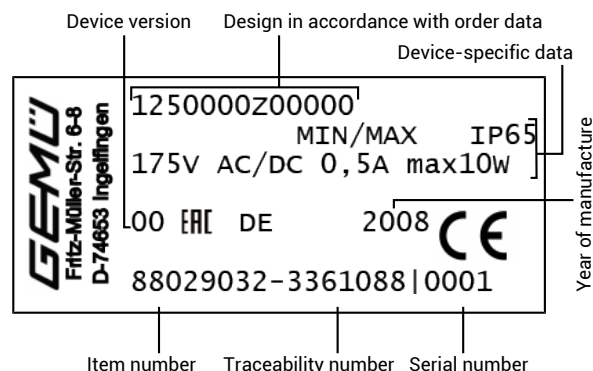 Device version
Design in accordance with order data
Device-specific data
GEMÜ
Fritz-Müller-Str. 6-8
D-74653 Ingelfingen
1250000Z00000
MIN/MAX IP65
175V AC/DC 0,5A max10W
00 EAC DE 2008 CE
88029032-3361088|0001
Year of manufacture
Item number Traceability number Serial number